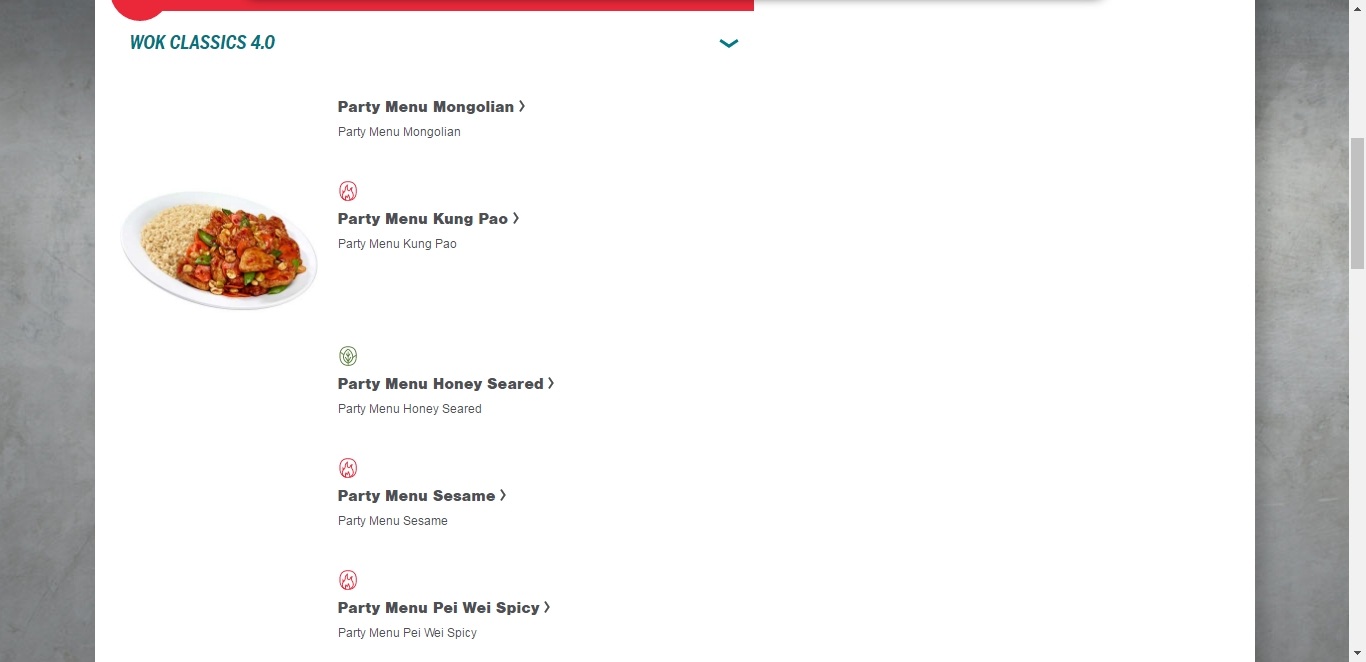 WOK CLASSICS 4.0
Party Menu Mongolian
Party Menu Mongolian
Party Menu Kung Pao
Party Menu Kung Pao
Party Menu Honey Seared
Party Menu Honey Seared
Party Menu Sesame
Party Menu Sesame
Party Menu Pei Wei Spicy
Party Menu Pei Wei Spicy